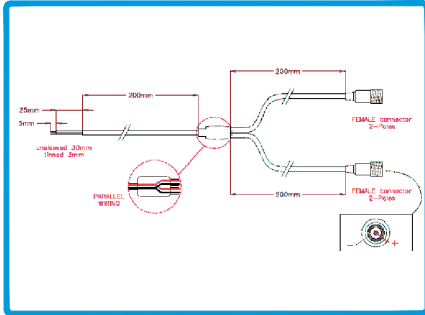 200mm
200mm
25mm
5mm
unsleeved 30mm
tinned 5mm
FEMALE connector
2-Poles
PARALLEL
WIRING
FEMALE connector
2-Poles
200mm
- +